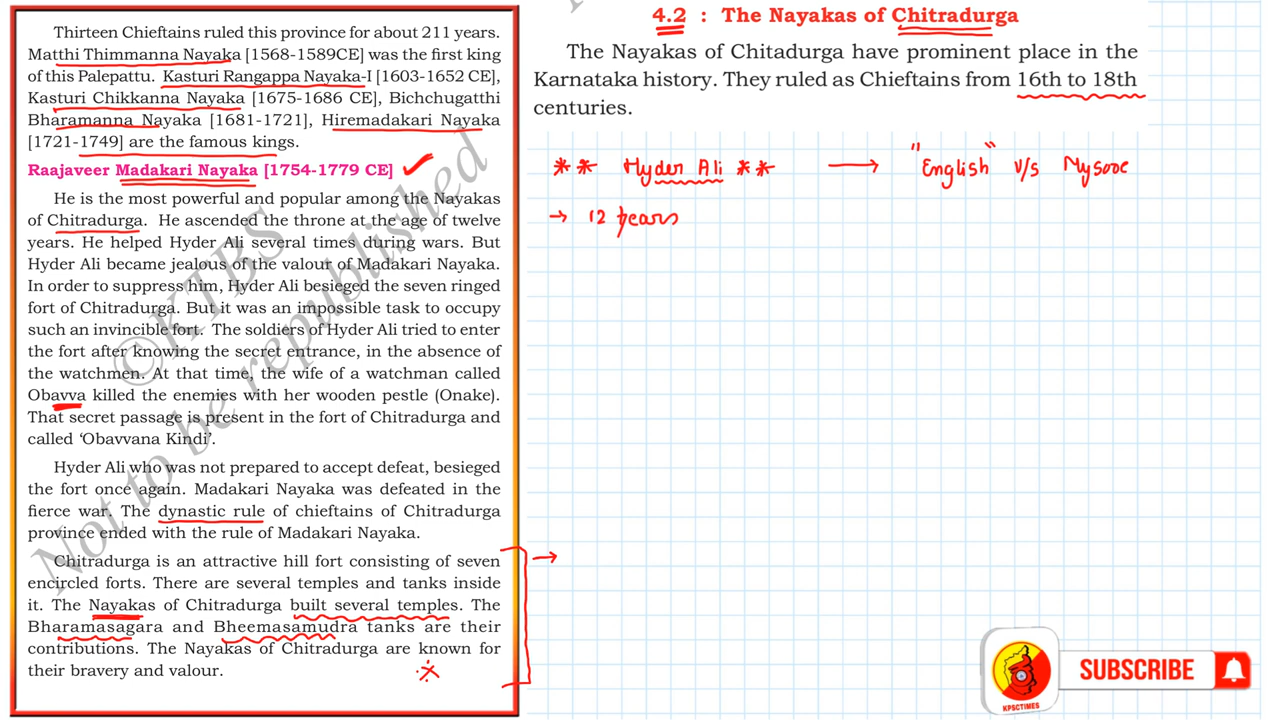 Thirteen Chieftains ruled this province for about 211 years.
Matthi Thimmanna Nayaka [1568-1589CE] was the first king
of this Palepattu. Kasturi Rangappa Nayaka-I [1603-1652 CE],
Kasturi Chikkanna Nayaka [1675-1686 CE], Bichchugatthi
Bharamanna Nayaka [1681-1721], Hiremadakari Nayaka
[1721-1749] are the famous kings.
Raajaveer Madakari Nayaka [1754-1779 CE]
He is the most powerful and popular among the Nayakas
of Chitradurga. He ascended the throne at the age of twelve
years. He helped Hyder Ali several times during wars. But
Hyder Ali became jealous of the valour of Madakari Nayaka.
In order to suppress him, Hyder Ali besieged the seven ringed
fort of Chitradurga. But it was an impossible task to occupy
such an invincible fort. The soldiers of Hyder Ali tried to enter
the fort after knowing the secret entrance, in the absence of
the watchmen. At that time, the wife of a watchman called
Obavva killed the enemies with her wooden pestle (Onake).
That secret passage is present in the fort of Chitradurga and
called ‘Obavvana Kindi’.
Hyder Ali who was not prepared to accept defeat, besieged
the fort once again. Madakari Nayaka was defeated in the
fierce war. The dynastic rule of chieftains of Chitradurga
province ended with the rule of Madakari Nayaka.
Chitradurga is an attractive hill fort consisting of seven
encircled forts. There are several temples and tanks inside
it. The Nayakas of Chitradurga built several temples. The
Bharamasagara and Bheemasamudra tanks are their
contributions. The Nayakas of Chitradurga are known for
their bravery and valour.
©KTBS
Not to be republished
4.2 : The Nayakas of Chitradurga
The Nayakas of Chitadurga have prominent place in the
Karnataka history. They ruled as Chieftains from 16th to 18th
centuries.
** Hyder Ali ** → "English" v/s Mysore
→ 12 years
KPSCTIMES
SUBSCRIBE